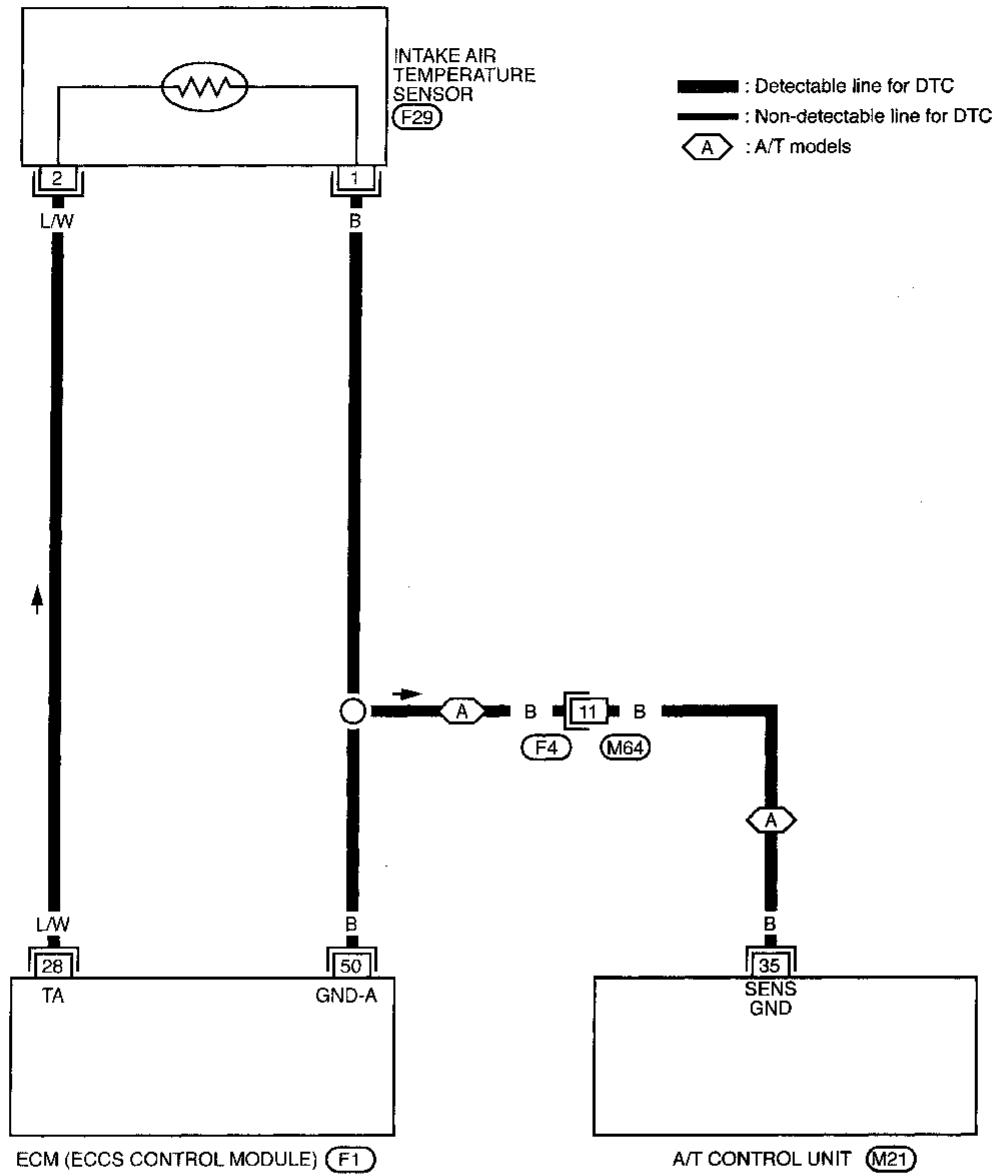 INTAKE AIR
TEMPERATURE
SENSOR
F29
: Detectable line for DTC
: Non-detectable line for DTC
A : A/T models
2 1
L/W B
A B 11 B
F4 M64
A
L/W B B
28 50 35
TA GND-A SENS
GND
ECM (ECCS CONTROL MODULE) F1
A/T CONTROL UNIT M21